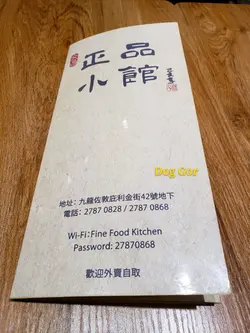 正品
小館
Dog Gor
地址：九龍佐敦庇利金街42號地下
電話：2787 0828 / 2787 0868
Wi-Fi：Fine Food Kitchen
Password: 27870868
歡迎外賣自取